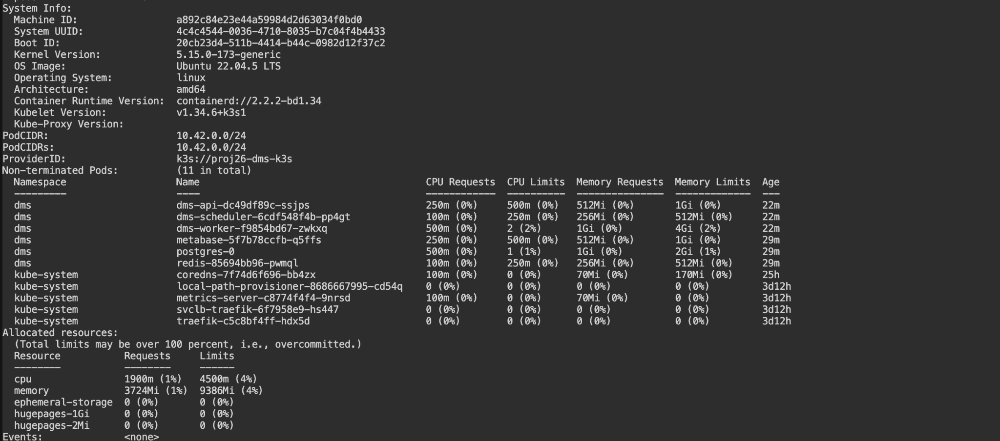 System Info:
  Machine ID:                 a892c84e23e44a59984d2d63034f0bd0
  System UUID:                4c4c4544-0036-4710-8035-b7c04f4b4433
  Boot ID:                    20cb23d4-511b-4414-b44c-0982d12f37c2
  Kernel Version:             5.15.0-173-generic
  OS Image:                   Ubuntu 22.04.5 LTS
  Operating System:           linux
  Architecture:               amd64
  Container Runtime Version:  containerd://2.2.2-bd1.34
  Kubelet Version:            v1.34.6+k3s1
  Kube-Proxy Version:
PodCIDR:                      10.42.0.0/24
PodCIDRs:                     10.42.0.0/24
ProviderID:                   k3s://proj26-dms-k3s
Non-terminated Pods:          (11 in total)
  Namespace                   Name                                       CPU Requests  CPU Limits  Memory Requests  Memory Limits  Age
  ---------                   ----                                       ------------  ----------  ---------------  -------------  ---
  dms                         dms-api-dc49df89c-ssjps                    250m (0%)     500m (0%)   512Mi (0%)       1Gi (0%)       22m
  dms                         dms-scheduler-6cdf548f4b-pp4gt             100m (0%)     250m (0%)   256Mi (0%)       512Mi (0%)     22m
  dms                         dms-worker-f9854bd67-zwkxq                 500m (0%)     2 (2%)      1Gi (0%)         4Gi (2%)       22m
  dms                         metabase-5f7b78ccfb-q5ffs                  250m (0%)     500m (0%)   512Mi (0%)       1Gi (0%)       29m
  dms                         postgres-0                                 500m (0%)     1 (1%)      1Gi (0%)         2Gi (1%)       29m
  dms                         redis-85694bb96-pwmql                      100m (0%)     250m (0%)   256Mi (0%)       512Mi (0%)     29m
  kube-system                 coredns-7f74d6f696-bb4zx                   100m (0%)     0 (0%)      70Mi (0%)        170Mi (0%)     25h
  kube-system                 local-path-provisioner-8686667995-cd54q    0 (0%)        0 (0%)      0 (0%)           0 (0%)         3d12h
  kube-system                 metrics-server-c8774f4f4-9nrsd             100m (0%)     0 (0%)      70Mi (0%)        0 (0%)         3d12h
  kube-system                 svclb-traefik-6f7958e9-hs447               0 (0%)        0 (0%)      0 (0%)           0 (0%)         3d12h
  kube-system                 traefik-c5c8bf4ff-hdx5d                    0 (0%)        0 (0%)      0 (0%)           0 (0%)         3d12h
Allocated resources:
  (Total limits may be over 100 percent, i.e., overcommitted.)
  Resource           Requests     Limits
  --------           --------     ------
  cpu                1900m (1%)   4500m (4%)
  memory             3724Mi (1%)  9386Mi (4%)
  ephemeral-storage  0 (0%)       0 (0%)
  hugepages-1Gi      0 (0%)       0 (0%)
  hugepages-2Mi      0 (0%)       0 (0%)
Events:              <none>